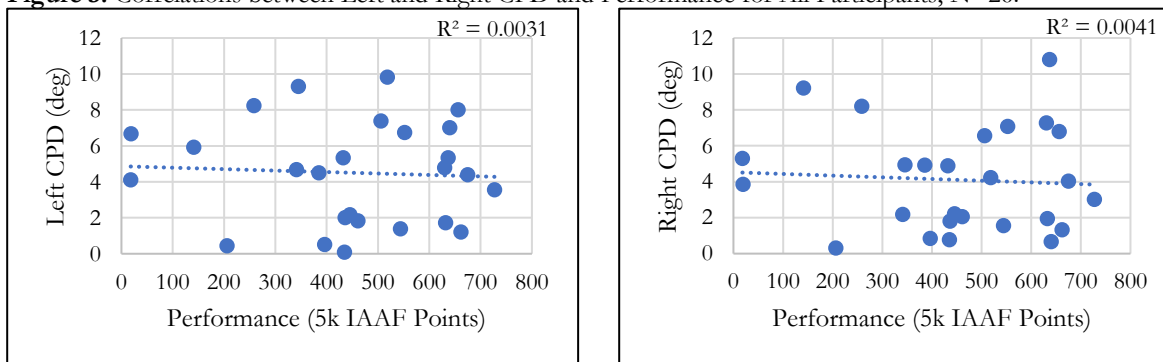 Correlations between Left and Right CPD and Performance for All Participants,
R² = 0.0031
12
10
8
6
4
2
0
Left CPD (deg)
0 100 200 300 400 500 600 700 800
Performance (5k IAAF Points)
R² = 0.0041
12
10
8
6
4
2
0
Right CPD (deg)
0 100 200 300 400 500 600 700 800
Performance (5k IAAF Points)